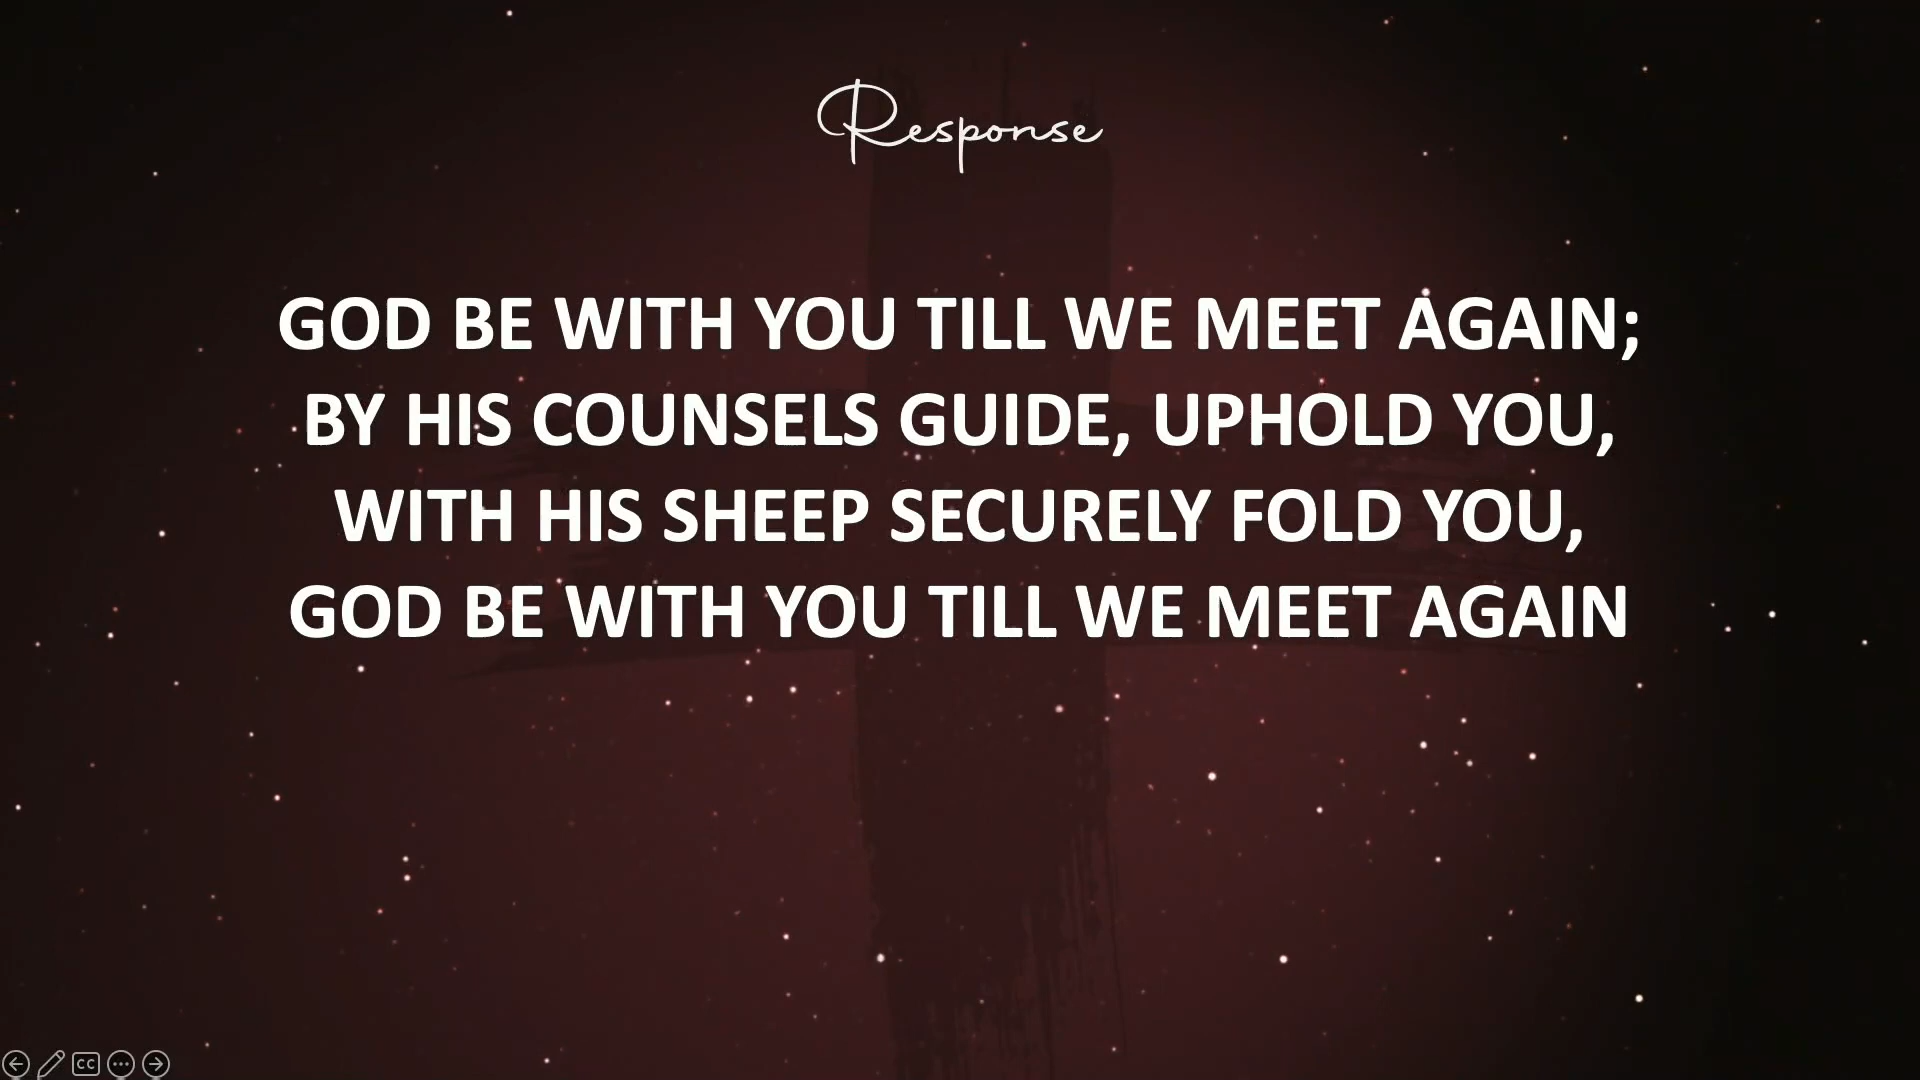 Response
GOD BE WITH YOU TILL WE MEET AGAIN;
BY HIS COUNSELS GUIDE, UPHOLD YOU,
WITH HIS SHEEP SECURELY FOLD YOU,
GOD BE WITH YOU TILL WE MEET AGAIN
CC